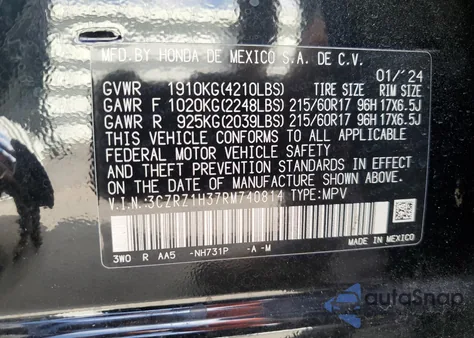 MFD.BY HONDA DE MEXICO S.A. DE C.V.
01/'24
GVWR 1910KG(4210LBS) TIRE SIZE RIM SIZE
GAWR F 1020KG(2248LBS) 215/60R17 96H 17X6.5J
GAWR R 925KG(2039LBS) 215/60R17 96H 17X6.5J
THIS VEHICLE CONFORMS TO ALL APPLICABLE
FEDERAL MOTOR VEHICLE SAFETY, BUMPER,
AND THEFT PREVENTION STANDARDS IN EFFECT
ON THE DATE OF MANUFACTURE SHOWN ABOVE.
V.I.N:3CZRZ1H37RM740814 TYPE:MPV
3W0 R AA5 -NH731P -A -M MADE IN MEXICO
autoSnap